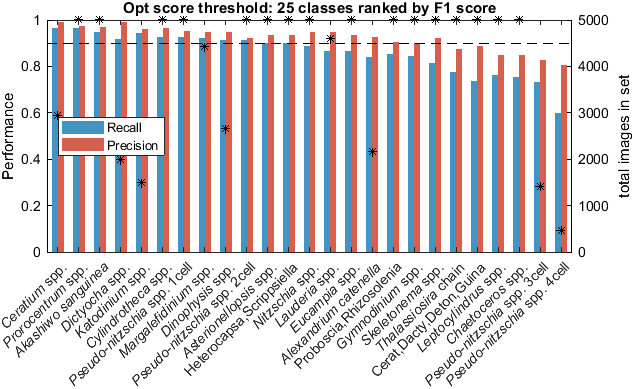 Opt score threshold: 25 classes ranked by F1 score
1
0.8
0.6
0.4
0.2
0
Performance
5000
4000
3000
2000
1000
0
total images in set
Recall
Precision
Ceratium spp.
Prorocentrum spp.
Akashiwo sanguinea
Dictyocha spp.
Katodinium spp.
Cylindrotheca spp.
Pseudo-nitzschia spp. 1cell
Margalefidinium spp.
Dinophysis spp.
Pseudo-nitzschia spp. 2cell
Asterionellopsis spp.
Heterocapsa,Scrippsiella
Nitzschia spp.
Lauderia spp.
Eucampia spp.
Alexandrium catenella
Proboscia,Rhizosolenia
Gymnodinium spp.
Skeletonema spp.
Thalassiosira chain
Cerat,Dacty,Deton,Guina
Leptocylindrus spp.
Chaetoceros spp.
Pseudo-nitzschia spp. 3cell
Pseudo-nitzschia spp. 4cell